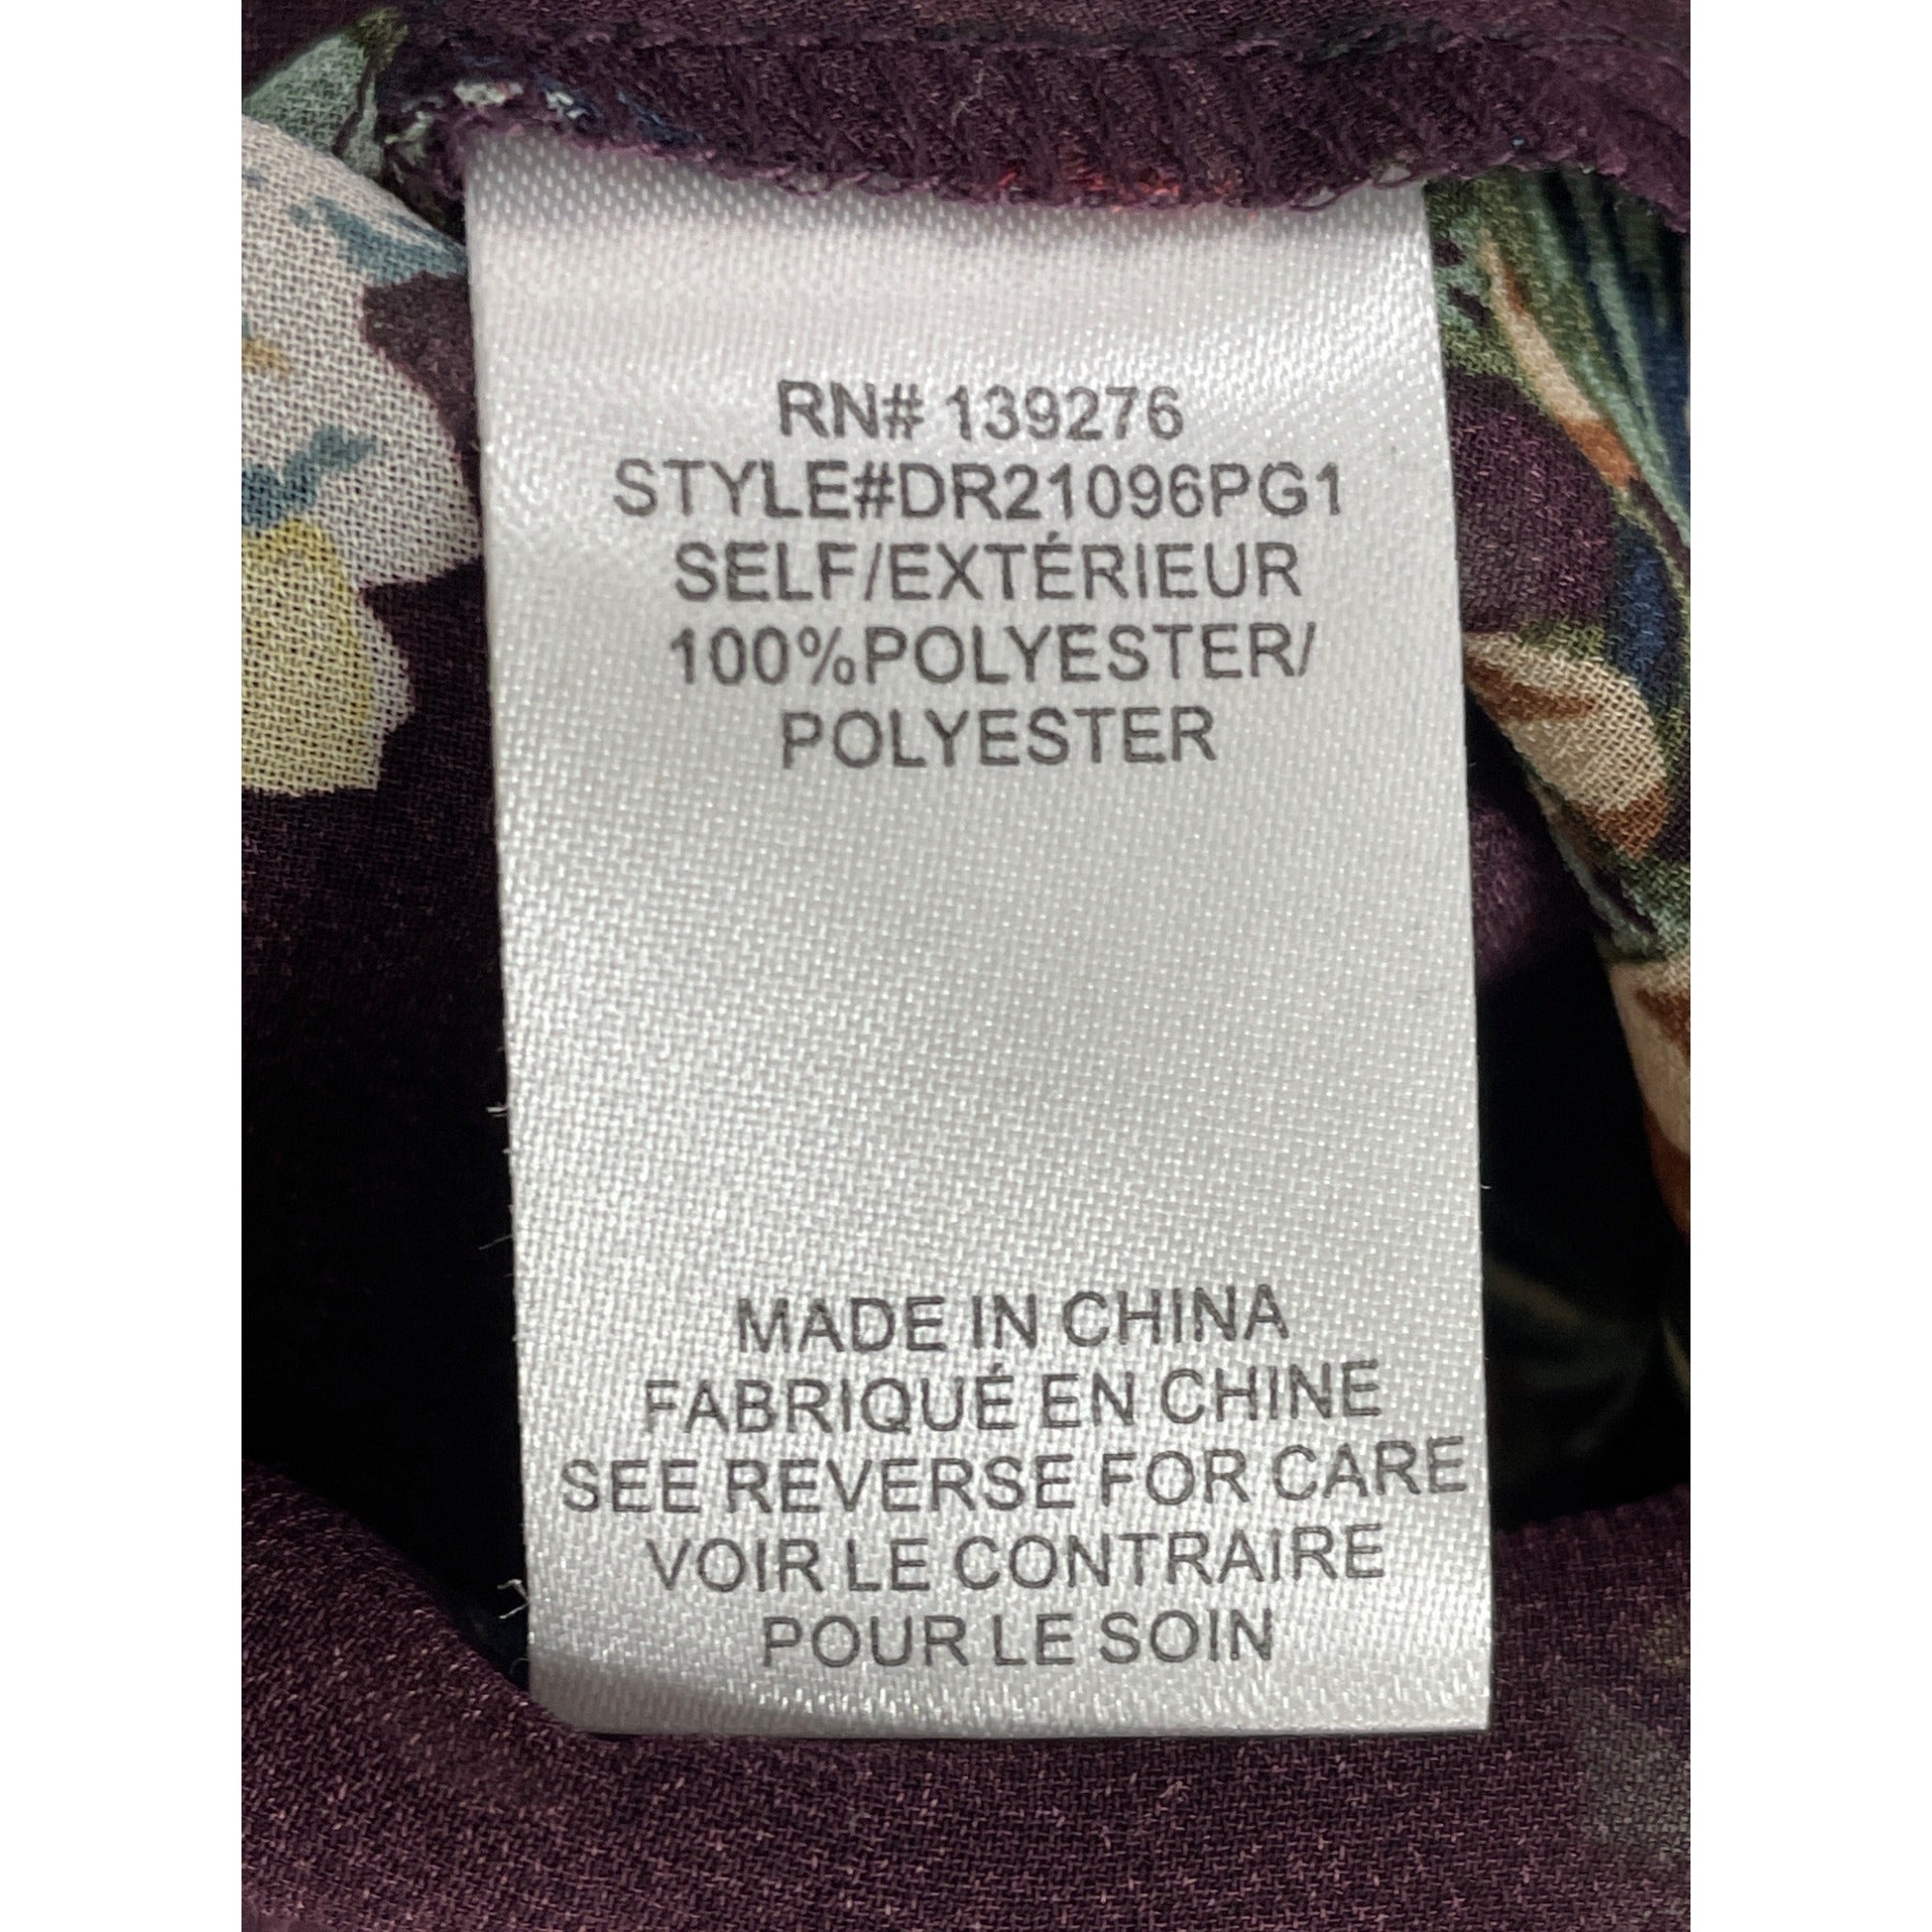 RN# 139276
STYLE#DR21096PG1
SELF/EXTÉRIEUR
100%POLYESTER/
POLYESTER
MADE IN CHINA
FABRIQUÉ EN CHINE
SEE REVERSE FOR CARE
VOIR LE CONTRAIRE
POUR LE SOIN